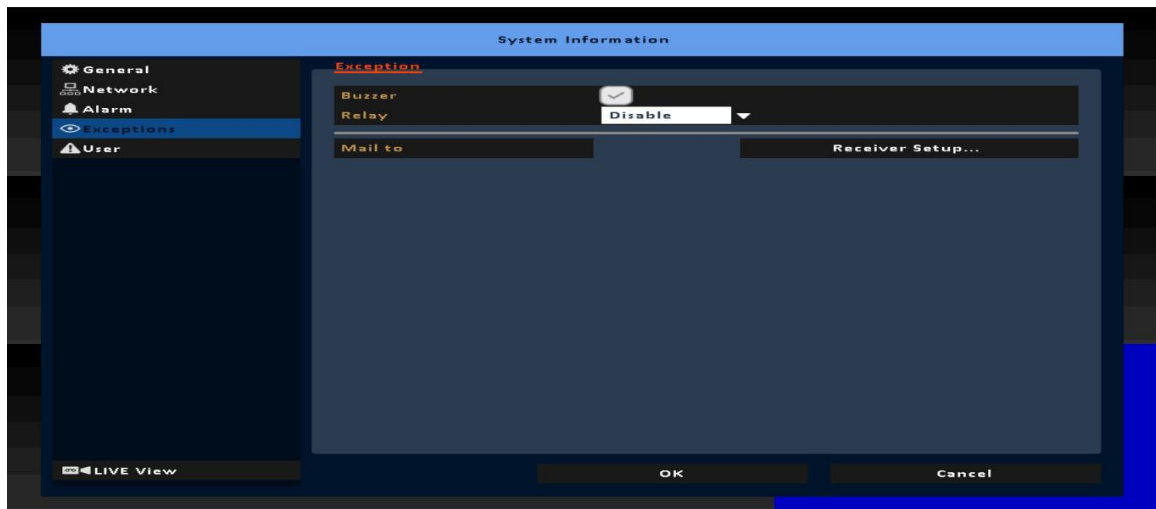 System Information
General
Network
Alarm
Exceptions
User
LIVE View
Exception
Buzzer
Relay Disable
Mail to Receiver Setup...
OK Cancel